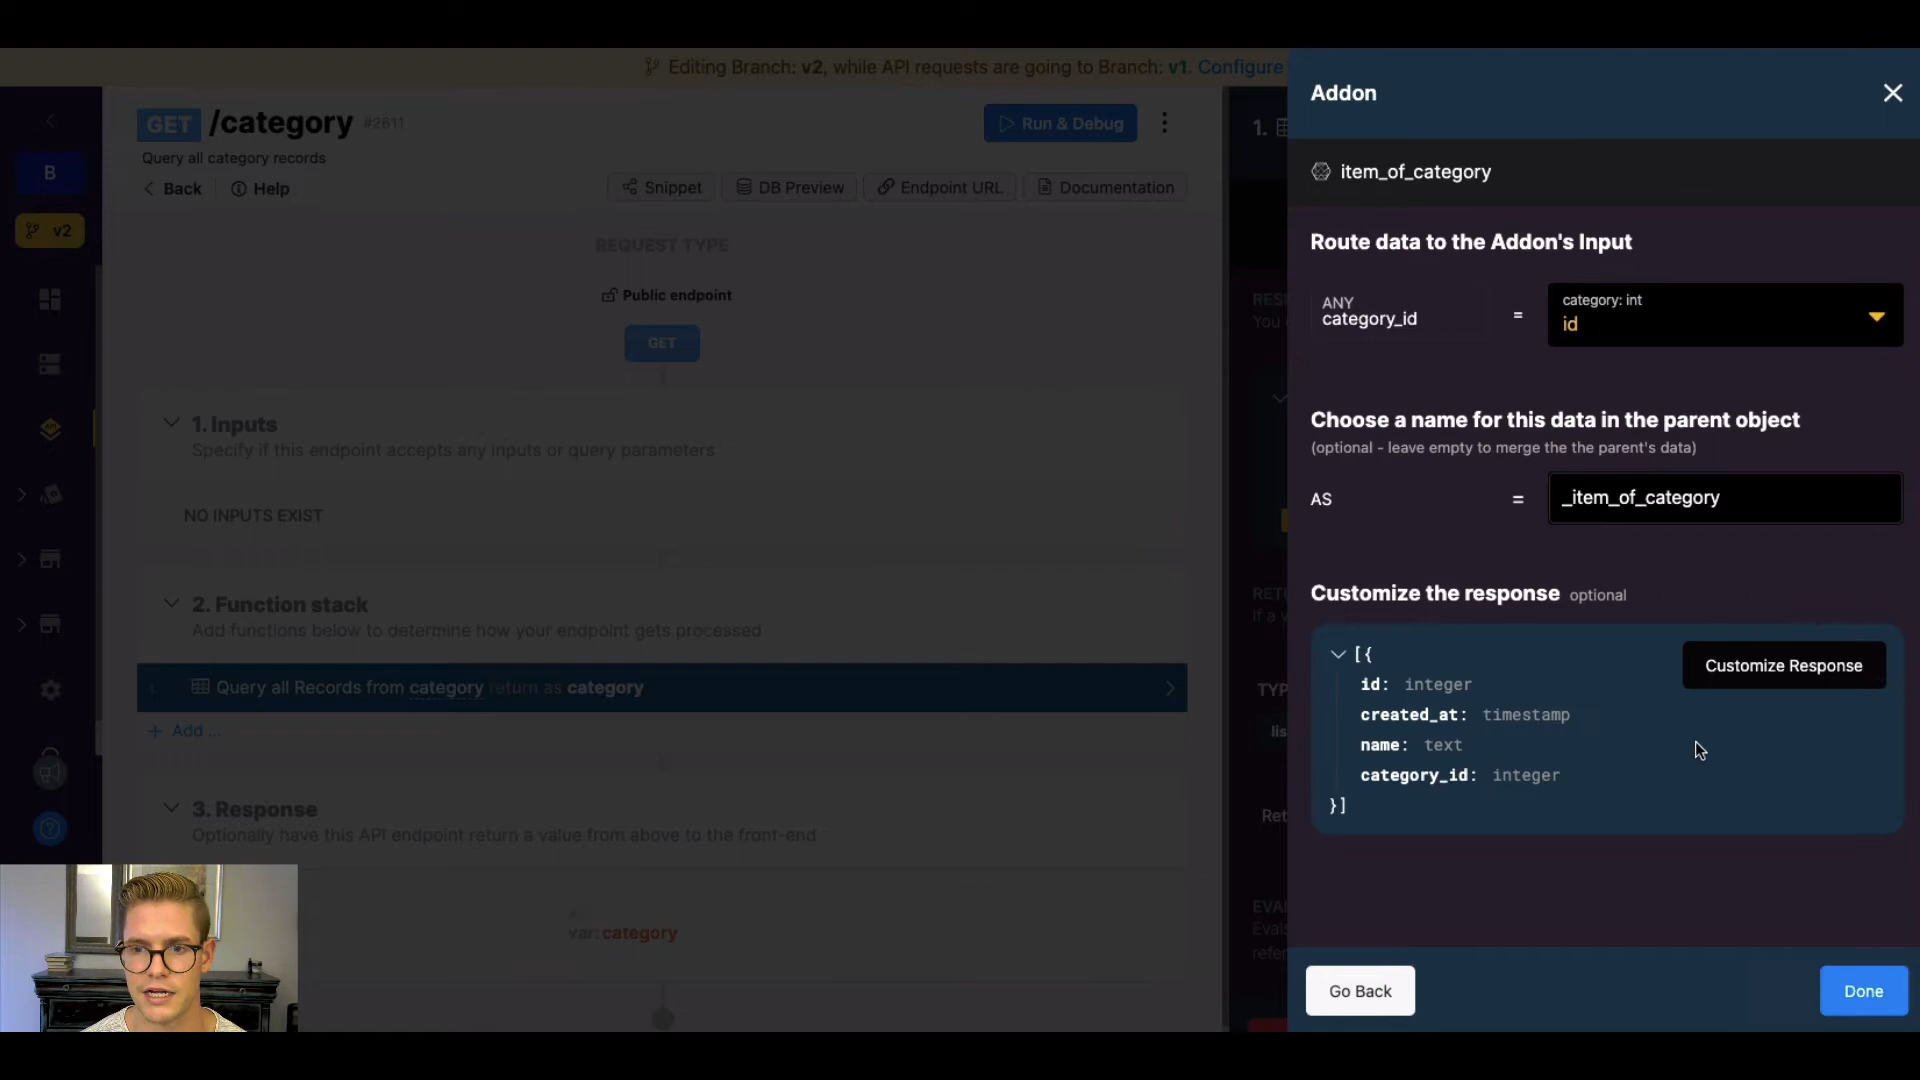 Editing Branch: v2, while API requests are going to Branch: v1. Configure
GET /category #2611
Run & Debug
Query all category records
Back
Help
Snippet
DB Preview
Endpoint URL
Documentation
B
v2
REQUEST TYPE
Public endpoint
GET
1. Inputs
Specify if this endpoint accepts any inputs or query parameters
NO INPUTS EXIST
2. Function stack
Add functions below to determine how your endpoint gets processed
1. Query all Records from category return as category
+ Add ...
3. Response
Optionally have this API endpoint return a value from above to the front-end
var: category
1.
Addon
item_of_category
Route data to the Addon's Input
ANY
category_id
=
category: int
id
Choose a name for this data in the parent object
(optional - leave empty to merge the the parent's data)
AS
=
_item_of_category
Customize the response optional
[{
Customize Response
id: integer
created_at: timestamp
name: text
category_id: integer
}]
Go Back
Done